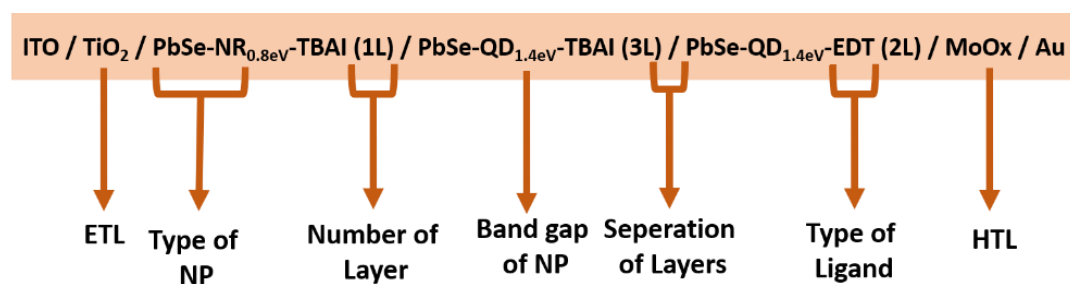 ITO / TiO₂ / PbSe-NR₀.₈ₑV-TBAI (1L) / PbSe-QD₁.₄ₑV-TBAI (3L) / PbSe-QD₁.₄ₑV-EDT (2L) / MoOx / Au
ETL
Type of
NP
Number of
Layer
Band gap
of NP
Seperation
of Layers
Type of
Ligand
HTL